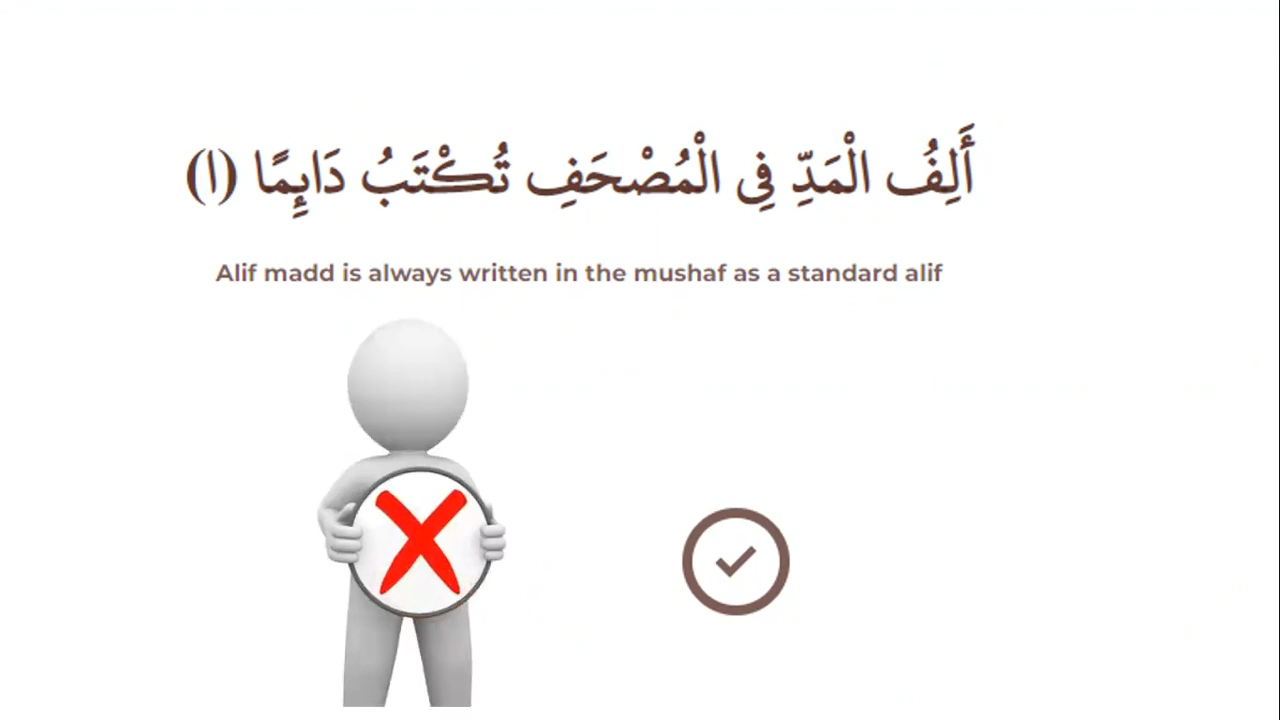 أَلِفُ الْمَدِّ فِي الْمُصْحَفِ تُكْتَبُ دَائِمًا (ا)
Alif madd is always written in the mushaf as a standard alif